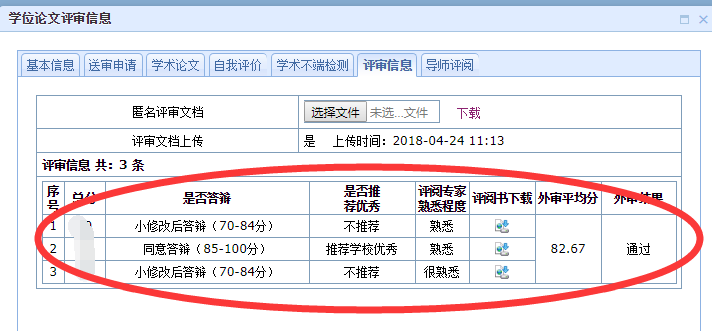 学位论文评审信息
基本信息 送审申请 学术论文 自我评价 学术不端检测 评审信息 导师评阅
匿名评审文档 选择文件 未选...文件 下载
评审文档上传 是 上传时间：2018-04-24 11:13
评审信息 共：3 条
序号 总分 是否答辩 是否推荐优秀 评阅专家熟悉程度 评阅书下载 外审平均分 外审结果
1 小修改后答辩（70-84分） 不推荐 熟悉
2 同意答辩（85-100分） 推荐学校优秀 熟悉 82.67 通过
3 小修改后答辩（70-84分） 不推荐 很熟悉